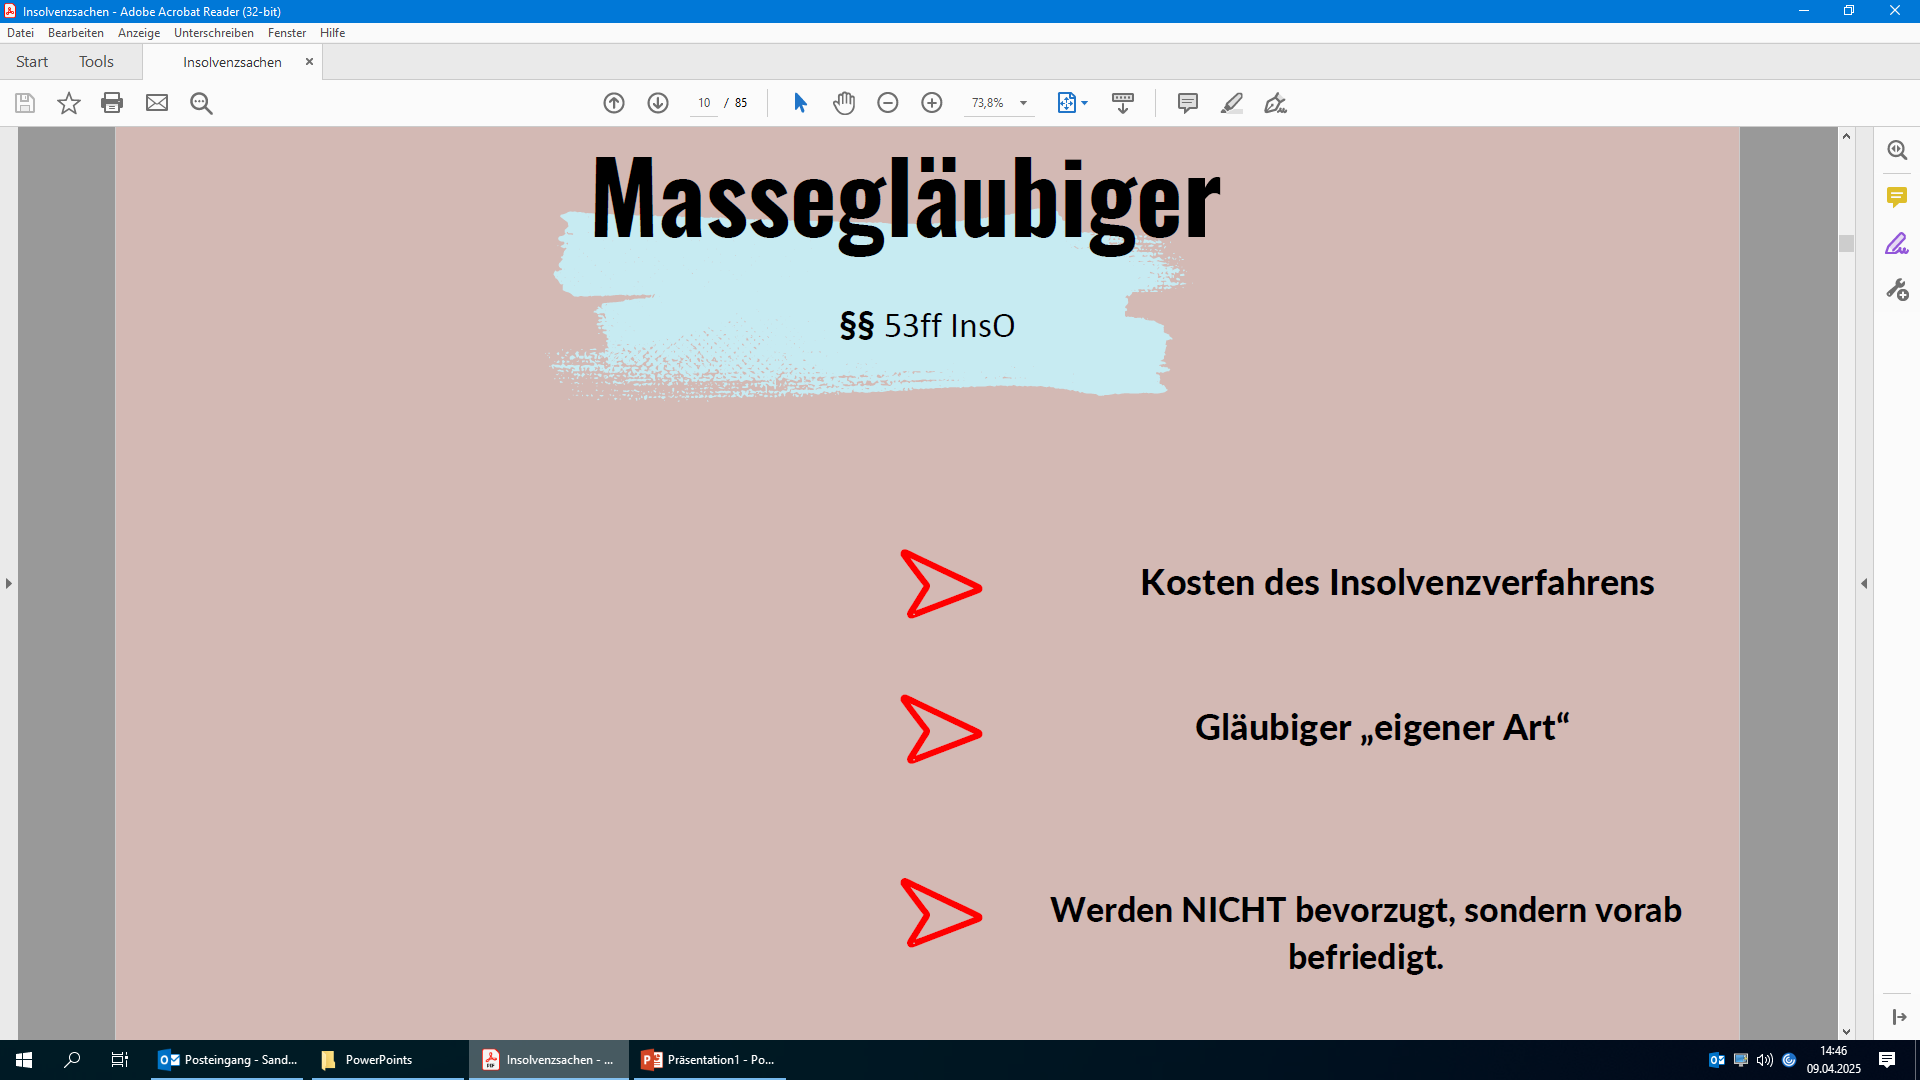 Insolvenzsachen - Adobe Acrobat Reader (32-bit)
Datei Bearbeiten Anzeige Unterschreiben Fenster Hilfe
Start Tools Insolvenzsachen
10 / 85 73,8%
Massegläubiger
§§ 53ff InsO
Kosten des Insolvenzverfahrens
Gläubiger „eigener Art“
Werden NICHT bevorzugt, sondern vorab
befriedigt.
Posteingang - Sand... PowerPoints Insolvenzsachen - ... Präsentation1 - Po...
14:46
09.04.2025